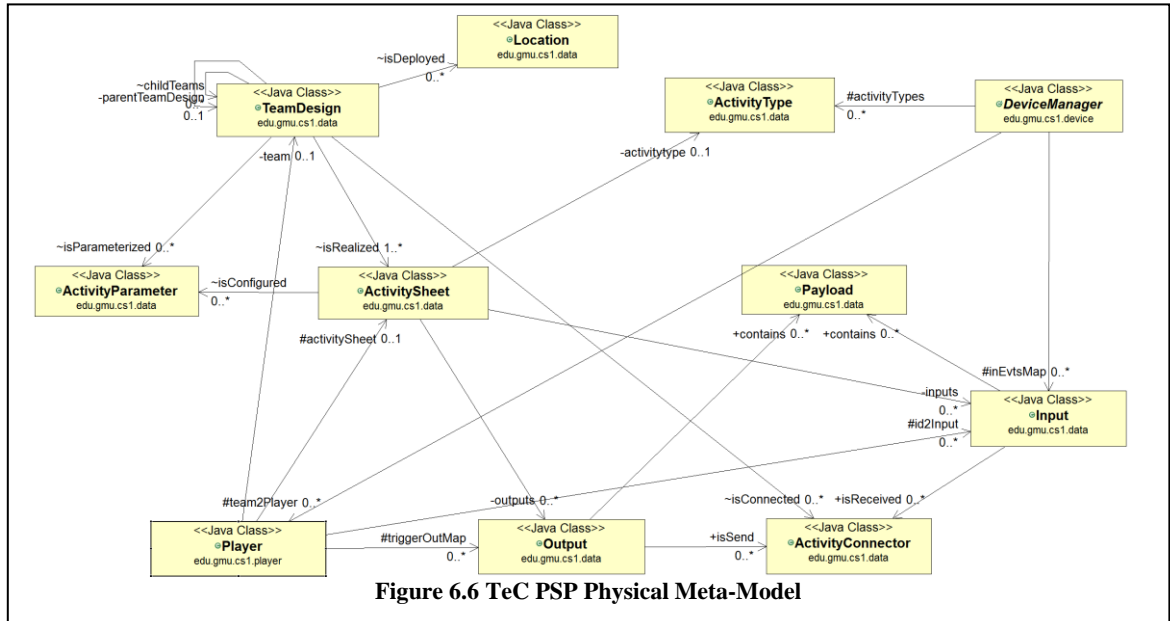 <<Java Class>>
Location
edu.gmu.cs1.data
~isDeployed
0..*
~childTeams
0..*
-parentTeamDesign
0..1
<<Java Class>>
TeamDesign
edu.gmu.cs1.data
<<Java Class>>
ActivityType
edu.gmu.cs1.data
#activityTypes
0..*
<<Java Class>>
DeviceManager
edu.gmu.cs1.device
-team 0..1
-activitytype 0..1
~isParameterized 0..*
~isRealized 1..*
<<Java Class>>
ActivityParameter
edu.gmu.cs1.data
~isConfigured
0..*
<<Java Class>>
ActivitySheet
edu.gmu.cs1.data
<<Java Class>>
Payload
edu.gmu.cs1.data
#activitySheet 0..1
+contains 0..*
+contains 0..*
#inEvtsMap 0..*
-inputs
0..*
<<Java Class>>
Input
edu.gmu.cs1.data
#id2Input
0..*
#team2Player 0..*
-outputs 0..*
~isConnected 0..*
+isReceived 0..*
<<Java Class>>
Player
edu.gmu.cs1.player
#triggerOutMap
0..*
<<Java Class>>
Output
edu.gmu.cs1.data
+isSend
0..*
<<Java Class>>
ActivityConnector
edu.gmu.cs1.data
Figure 6.6 TeC PSP Physical Meta-Model